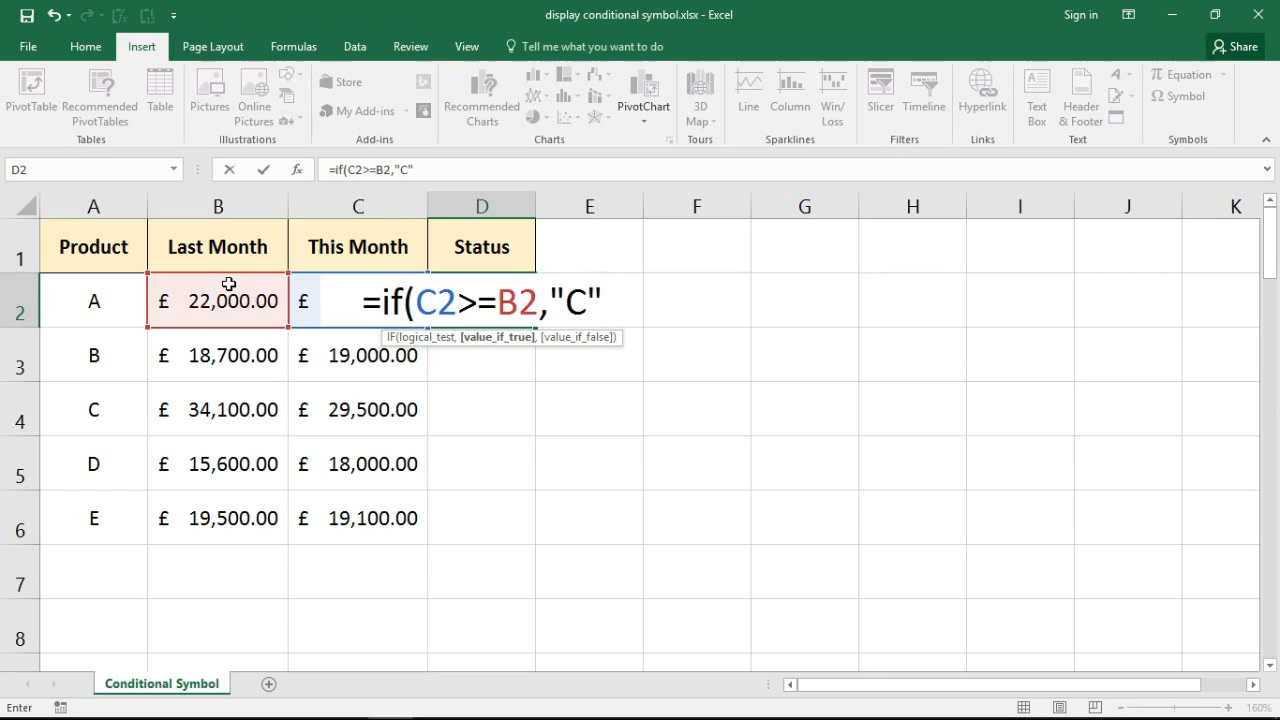 display conditional symbol.xlsx - Excel
Sign in
File Home Insert Page Layout Formulas Data Review View Tell me what you want to do Share
PivotTable Recommended PivotTables Table
Tables
Pictures Online Pictures
Illustrations
Store
My Add-ins
Add-ins
Recommended Charts
PivotChart
Charts
3D Map
Tours
Line Column Win/Loss
Sparklines
Slicer Timeline
Filters
Hyperlink
Links
Text Box Header & Footer
Text
Equation
Symbol
Symbols
D2 fx =if(C2>=B2,"C"
A B C D E F G H I J K
1 Product Last Month This Month Status
2 A £ 22,000.00 £ =if(C2>=B2,"C"
IF(logical_test, [value_if_true], [value_if_false])
3 B £ 18,700.00 £ 19,000.00
4 C £ 34,100.00 £ 29,500.00
5 D £ 15,600.00 £ 18,000.00
6 E £ 19,500.00 £ 19,100.00
7
8
Conditional Symbol
Enter 160%